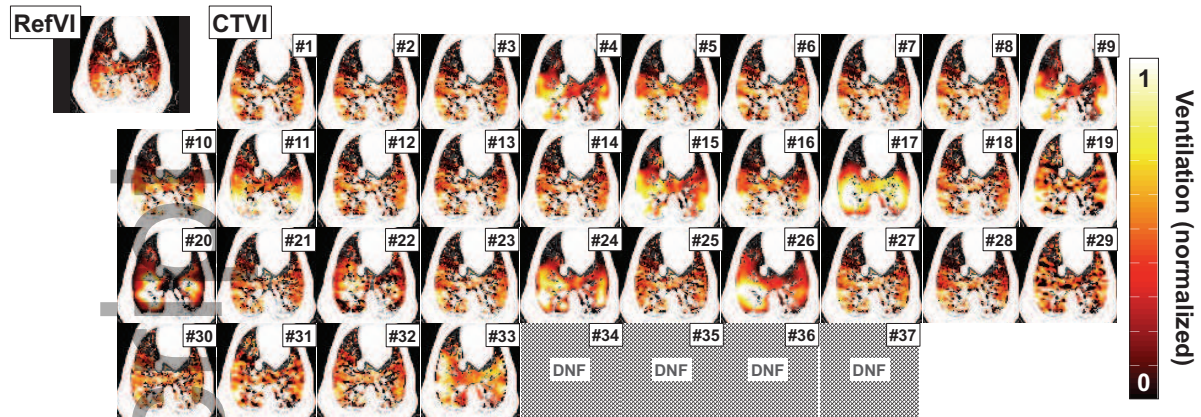 RefVI
CTVI
#1 #2 #3 #4 #5 #6 #7 #8 #9
#10 #11 #12 #13 #14 #15 #16 #17 #18 #19
#20 #21 #22 #23 #24 #25 #26 #27 #28 #29
#30 #31 #32 #33 #34 #35 #36 #37
DNF DNF DNF DNF
1
0
Ventilation (normalized)